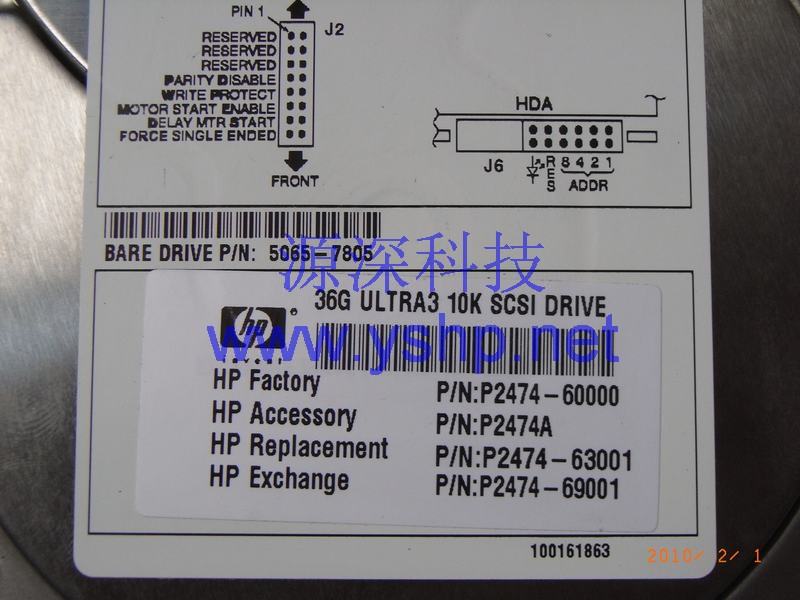 PIN 1
J2
RESERVED
RESERVED
RESERVED
PARITY DISABLE
WRITE PROTECT
MOTOR START ENABLE
DELAY MTR START
FORCE SINGLE ENDED
FRONT
HDA
J6
RES
8 4 2 1
ADDR
BARE DRIVE P/N: 5065-7805
源深科技
www.yshp.net
hp
®
invent
36G ULTRA3 10K SCSI DRIVE
HP Factory P/N:P2474-60000
HP Accessory P/N:P2474A
HP Replacement P/N:P2474-63001
HP Exchange P/N:P2474-69001
100161863
2010/ 2/ 1